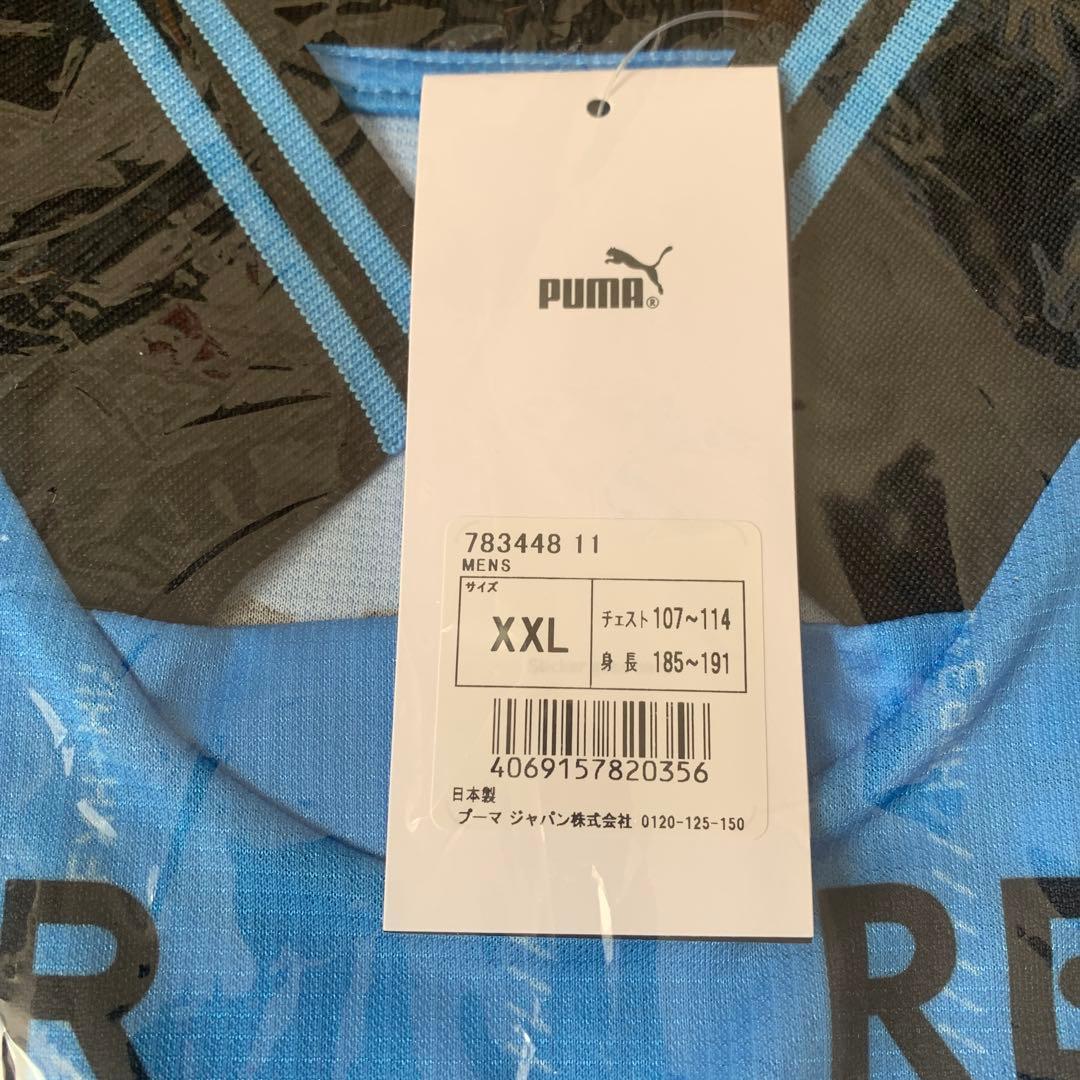 PUMA®
783448 11
MENS
サイズ
XXL
チェスト 107~114
身長 185~191
4069157820356
日本製
プーマ ジャパン株式会社 0120-125-150
R
RE